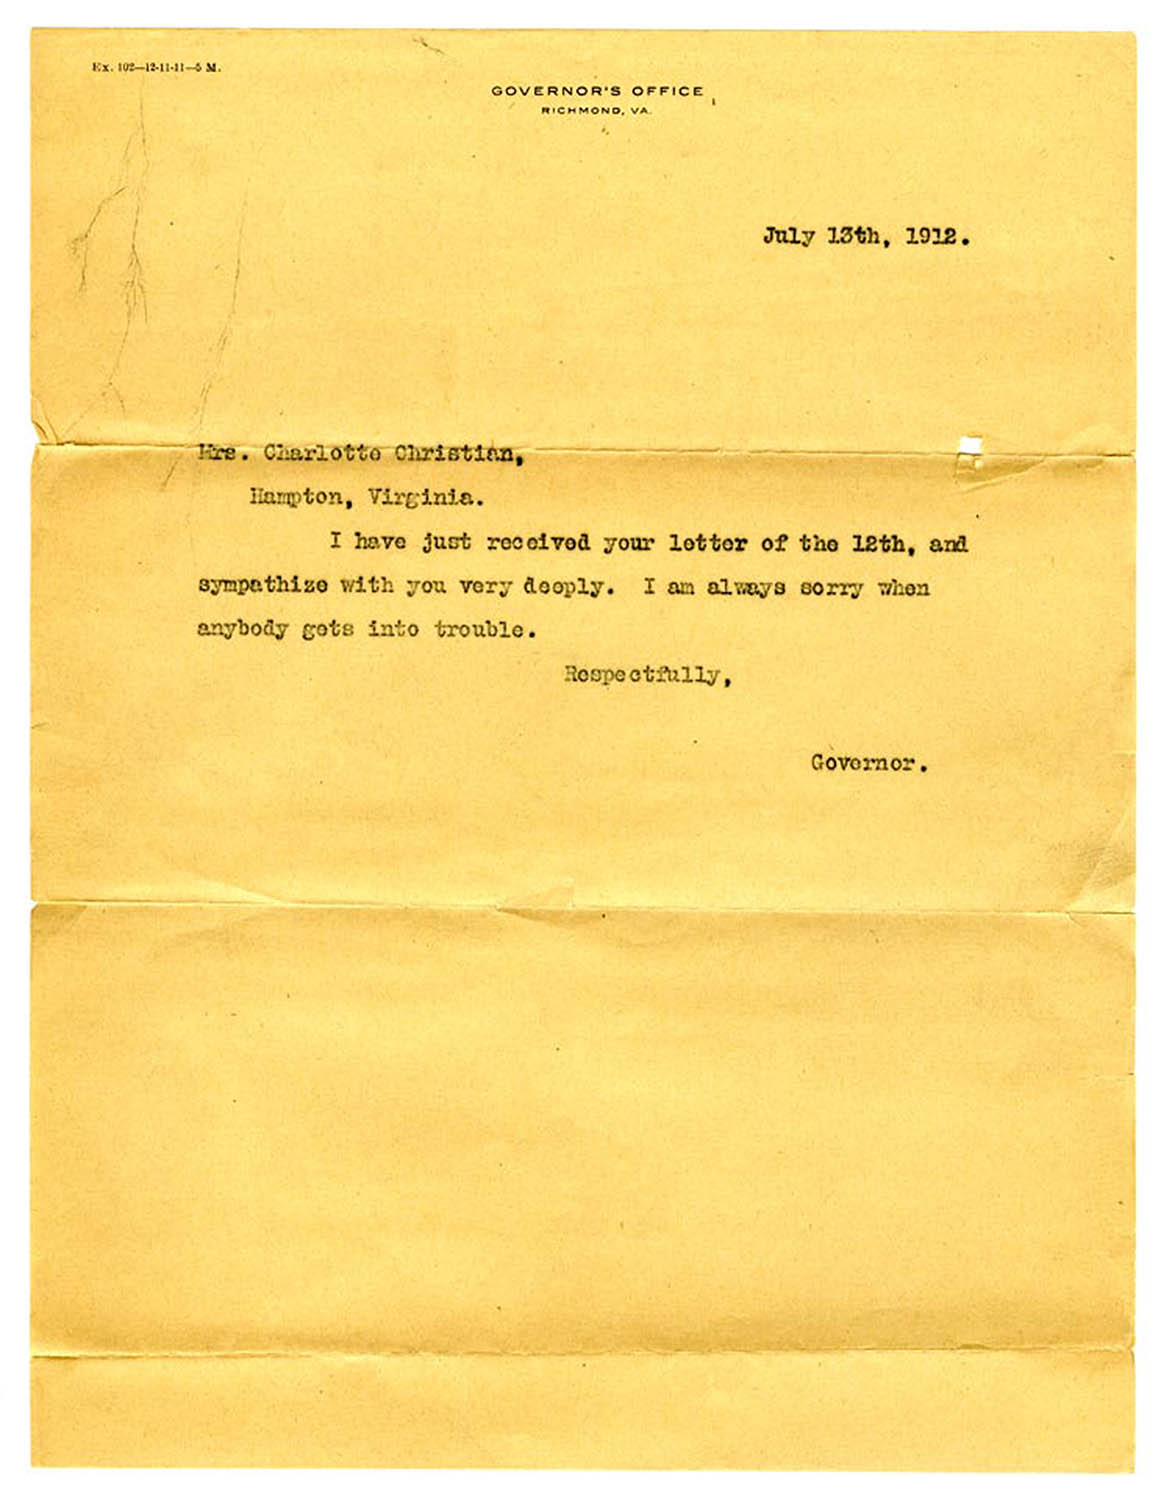 Ex. 102—12-11-11—5 M.
GOVERNOR'S OFFICE
RICHMOND, VA.
July 13th, 1912.
Mrs. Charlotte Christian,
Hampton, Virginia.
I have just received your letter of the 12th, and
sympathize with you very deeply. I am always sorry when
anybody gets into trouble.
Respectfully,
Governor.